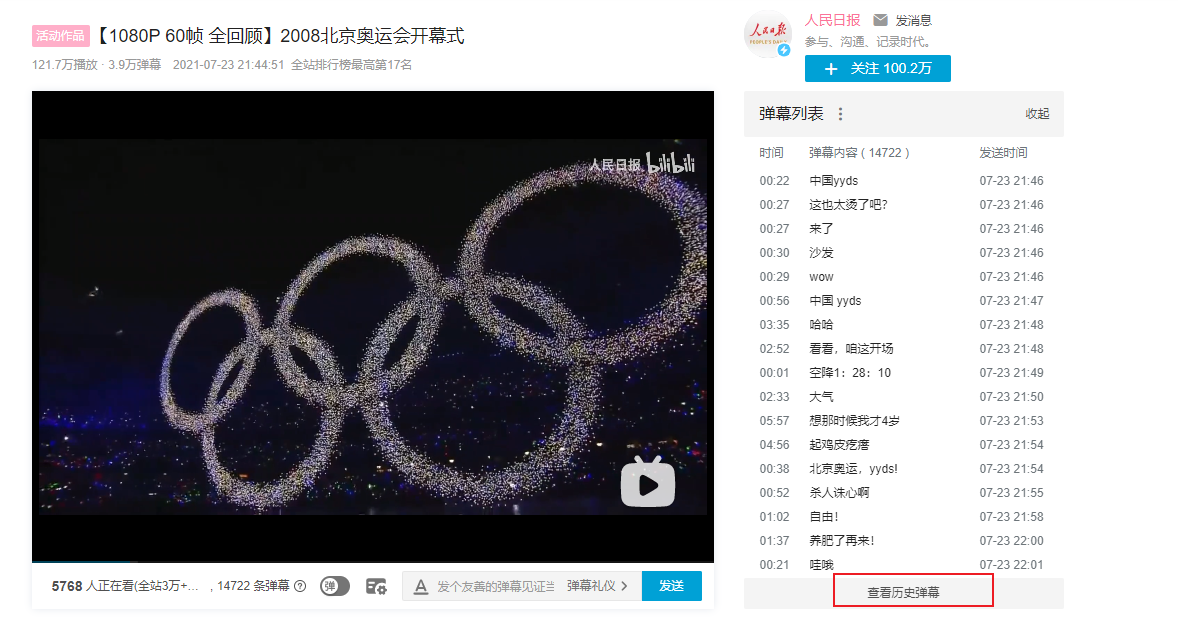 活动作品 【1080P 60帧 全回顾】2008北京奥运会开幕式
121.7万播放 · 3.9万弹幕 2021-07-23 21:44:51 全站排行榜最高第17名
人民日报 bilibili
5768 人正在看(全站3万+... , 14722 条弹幕 弹 A 发个友善的弹幕见证当 弹幕礼仪 > 发送
人民日报
PEOPLE'S DAILY
人民日报 发消息
参与、沟通、记录时代。
+ 关注 100.2万
弹幕列表 收起
时间 弹幕内容 ( 14722 ) 发送时间
00:22 中国yyds 07-23 21:46
00:27 这也太烫了吧? 07-23 21:46
00:27 来了 07-23 21:46
00:30 沙发 07-23 21:46
00:29 wow 07-23 21:46
00:56 中国 yyds 07-23 21:47
03:35 哈哈 07-23 21:48
02:52 看看，咱这开场 07-23 21:48
00:01 空降1：28：10 07-23 21:49
02:33 大气 07-23 21:50
05:57 想那时候我才4岁 07-23 21:53
04:56 起鸡皮疙瘩 07-23 21:54
00:38 北京奥运，yyds! 07-23 21:54
00:52 杀人诛心啊 07-23 21:55
01:02 自由! 07-23 21:58
01:37 养肥了再来! 07-23 22:00
00:21 哇哦 07-23 22:01
查看历史弹幕